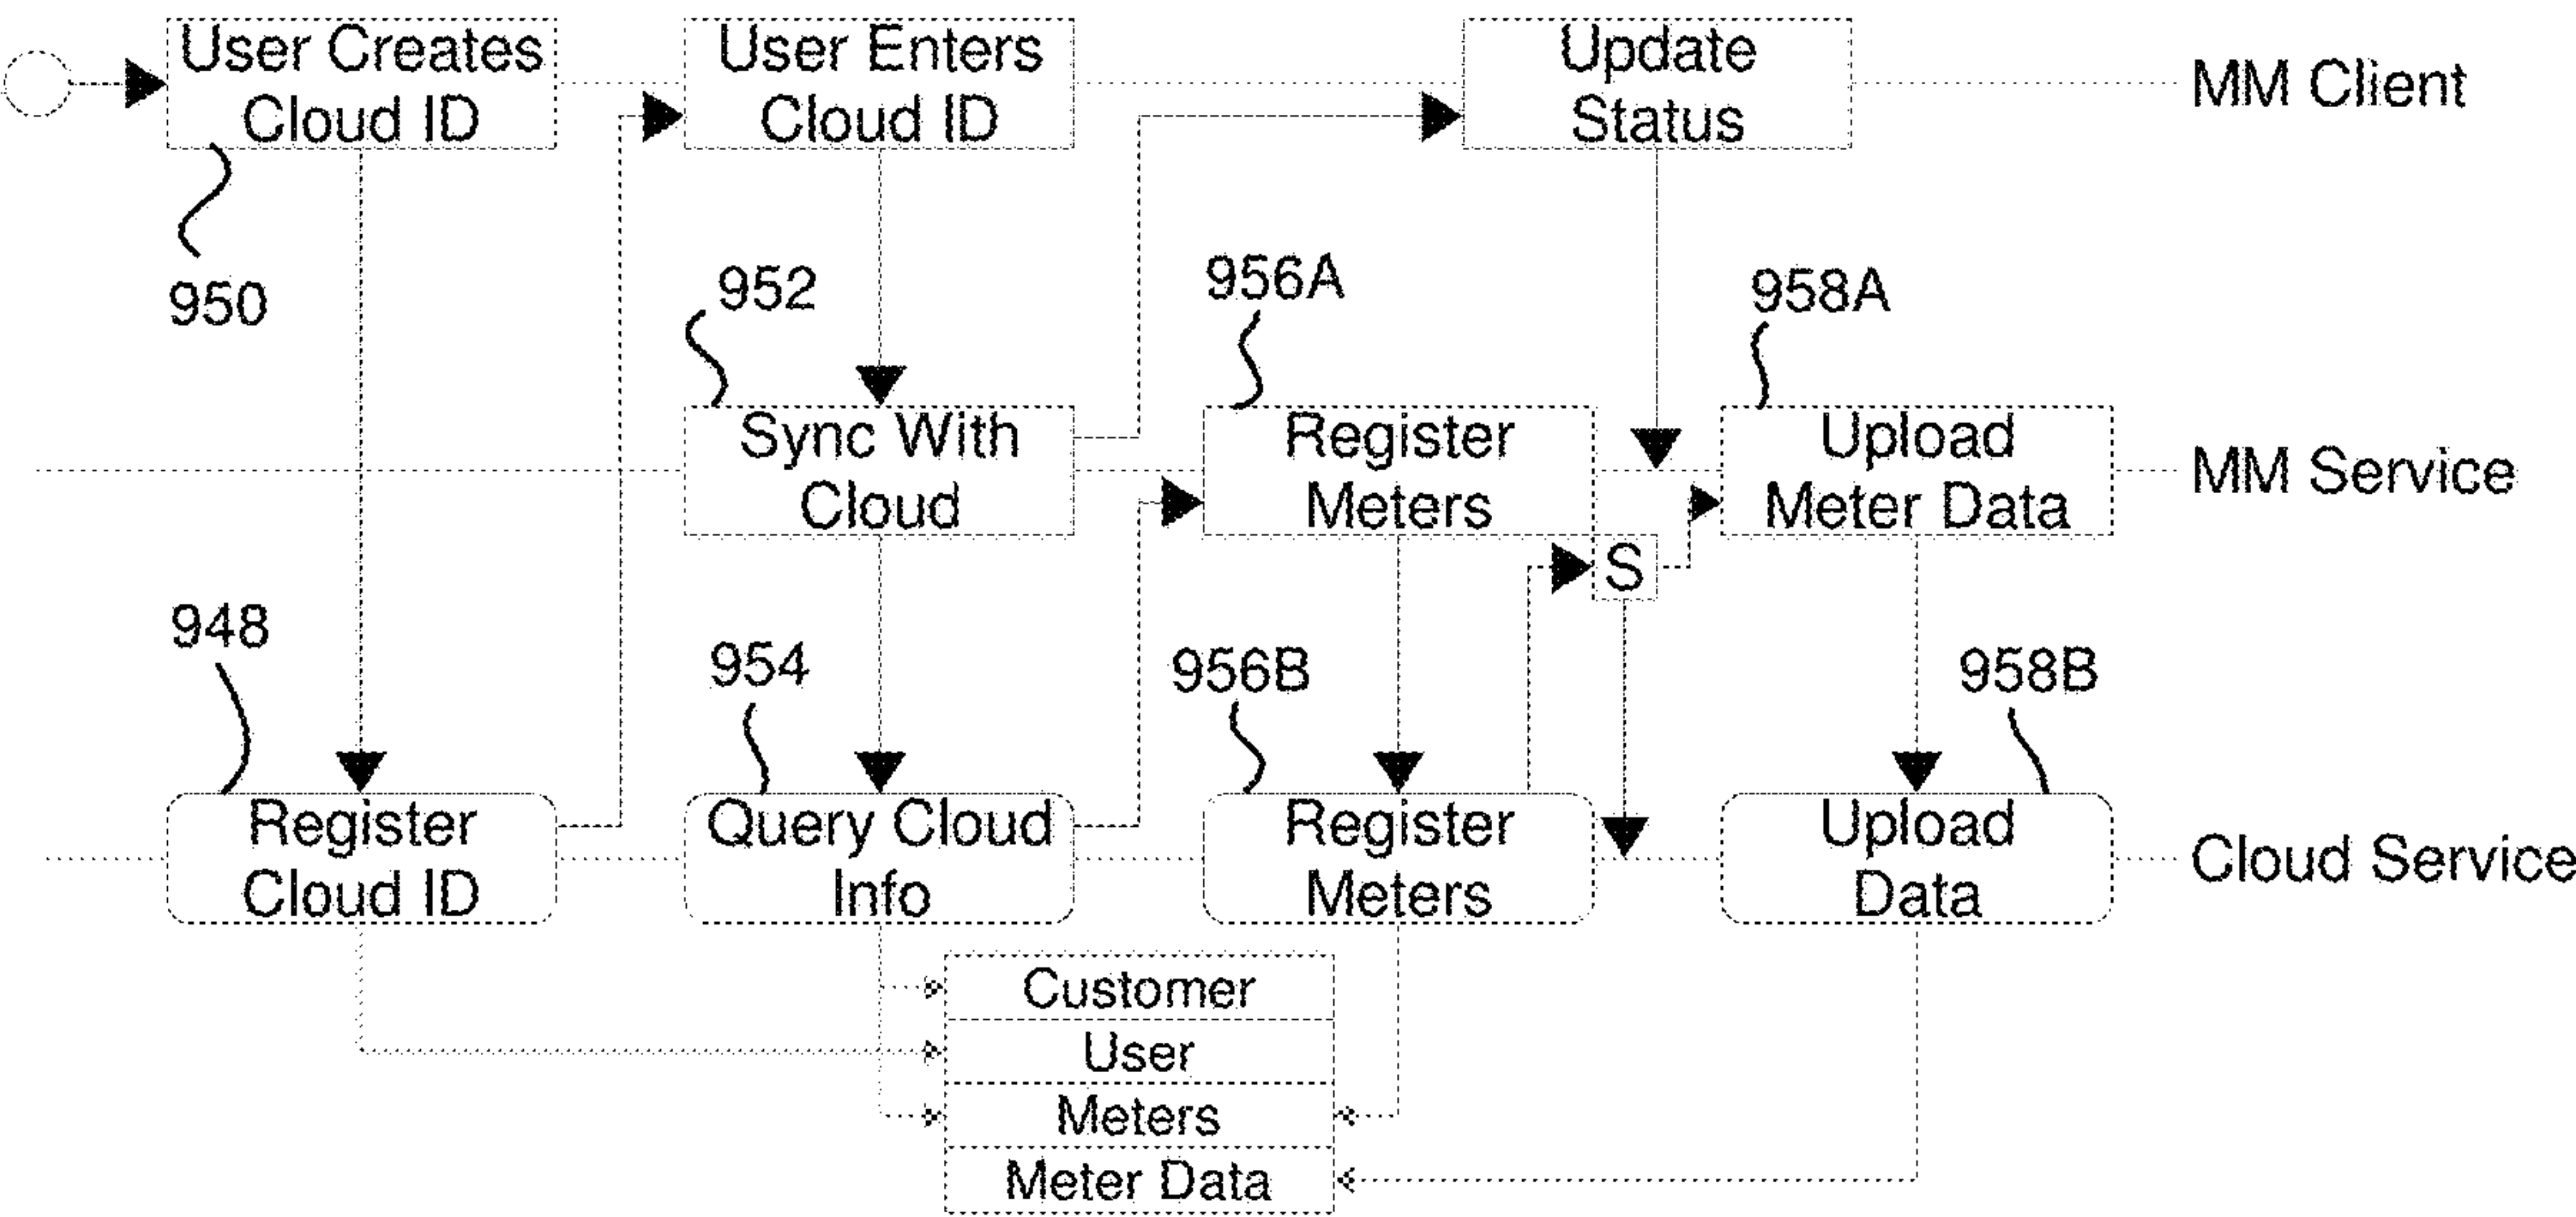 User Creates
Cloud ID
User Enters
Cloud ID
Update
Status
MM Client
950
952
956A
958A
Sync With
Cloud
Register
Meters
Upload
Meter Data
MM Service
S
948
954
956B
958B
Register
Cloud ID
Query Cloud
Info
Register
Meters
Upload
Data
Cloud Service
Customer
User
Meters
Meter Data